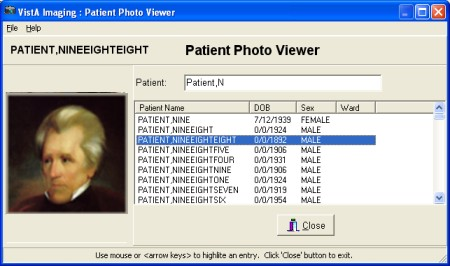 VistA Imaging : Patient Photo Viewer
File Help
PATIENT,NINEEIGHTEIGHT Patient Photo Viewer
Patient: Patient,N
Patient Name DOB Sex Ward
PATIENT,NINE 7/12/1939 FEMALE
PATIENT,NINEEIGHT 0/0/1924 MALE
PATIENT,NINEEIGHTEIGHT 0/0/1892 MALE
PATIENT,NINEEIGHTFIVE 0/0/1906 MALE
PATIENT,NINEEIGHTFOUR 0/0/1931 MALE
PATIENT,NINEEIGHTNINE 0/0/1906 MALE
PATIENT,NINEEIGHTONE 0/0/1924 MALE
PATIENT,NINEEIGHTSEVEN 0/0/1919 MALE
PATIENT,NINEEIGHTSIX 0/0/1954 MALE
Close
Use mouse or <arrow keys> to highlite an entry. Click 'Close' button to exit.